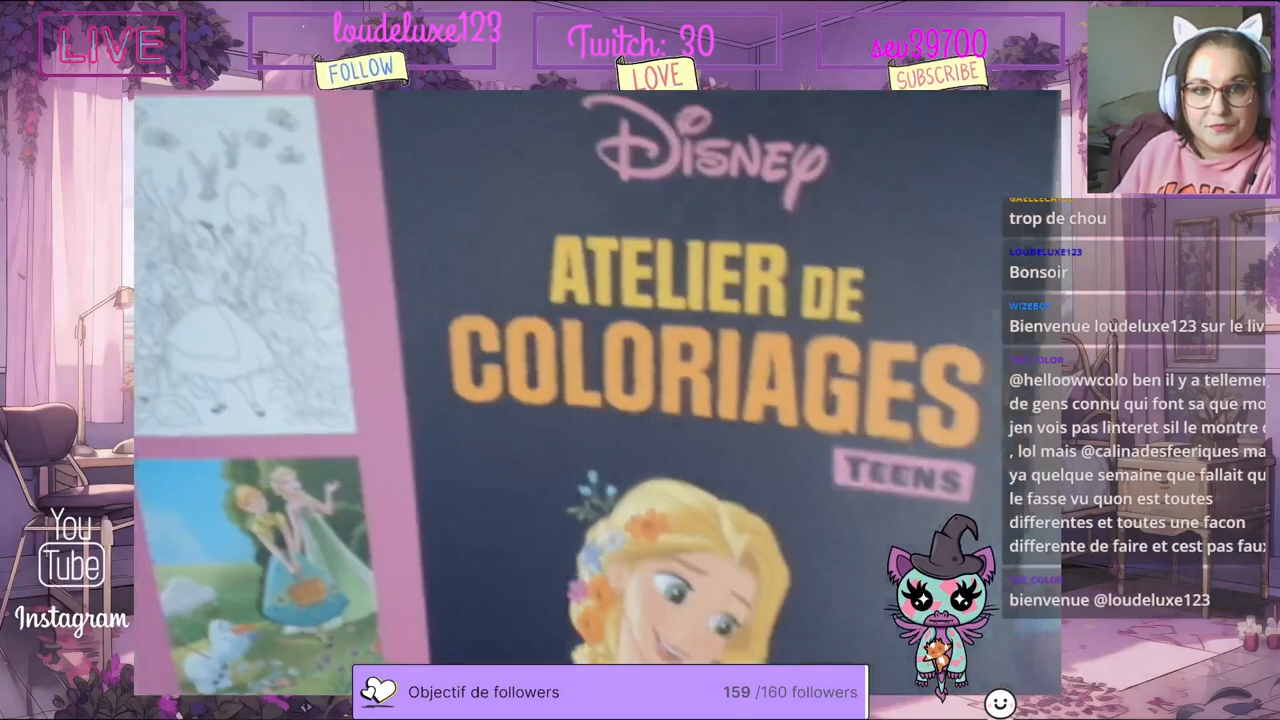 LIVE
loudeluxe123
FOLLOW
Twitch: 30
LOVE
sev39700
SUBSCRIBE
DISNEY
ATELIER DE
COLORIAGES
TEENS
trop de chou
LOUDELUXE123
Bonsoir
Bienvenue loudeluxe123 sur le liv
@helloowwcolo ben il y a telleme
de gens connu qui font sa que mo
jen vois pas linteret sil le montre
, lol mais @calinadesfeeriques ma
ya quelque semaine que fallait qu
le fasse vu quon est toutes
differentes et toutes une facon
differente de faire et cest pas fau
bienvenue @loudeluxe123
You
Tube
Instagram
Objectif de followers
159 /160 followers